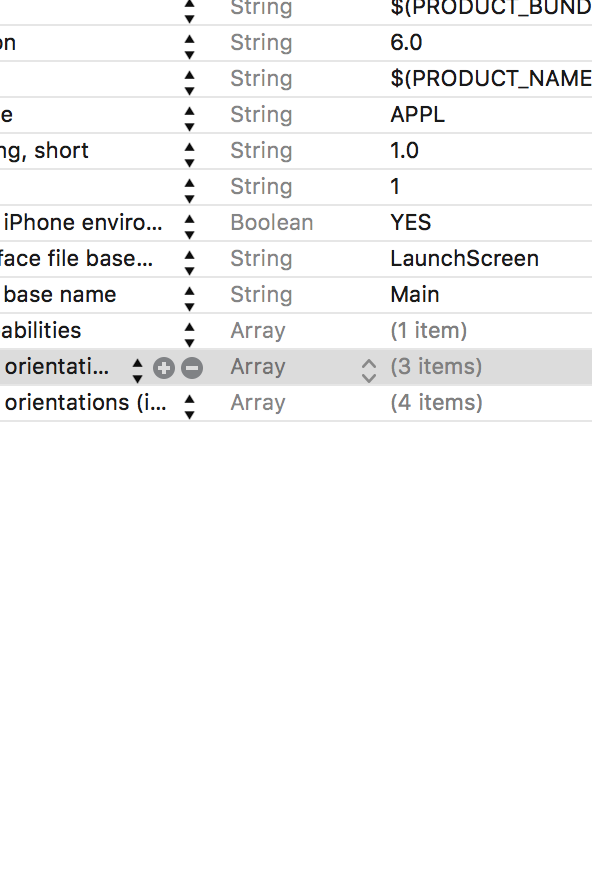 String $(PRODUCT_BUND
on String 6.0
String $(PRODUCT_NAME
e String APPL
ng, short String 1.0
String 1
iPhone enviro... Boolean YES
face file base... String LaunchScreen
base name String Main
abilities Array (1 item)
orientati... Array (3 items)
orientations (i... Array (4 items)